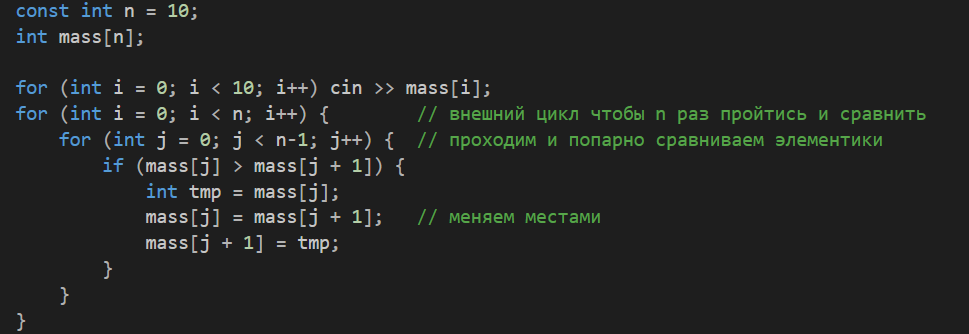 const int n = 10;
int mass[n];
for (int i = 0; i < 10; i++) cin >> mass[i];
for (int i = 0; i < n; i++) {        // внешний цикл чтобы n раз пройтись и сравнить
    for (int j = 0; j < n-1; j++) {  // проходим и попарно сравниваем элементики
        if (mass[j] > mass[j + 1]) {
            int tmp = mass[j];
            mass[j] = mass[j + 1];   // меняем местами
            mass[j + 1] = tmp;
        }
    }
}